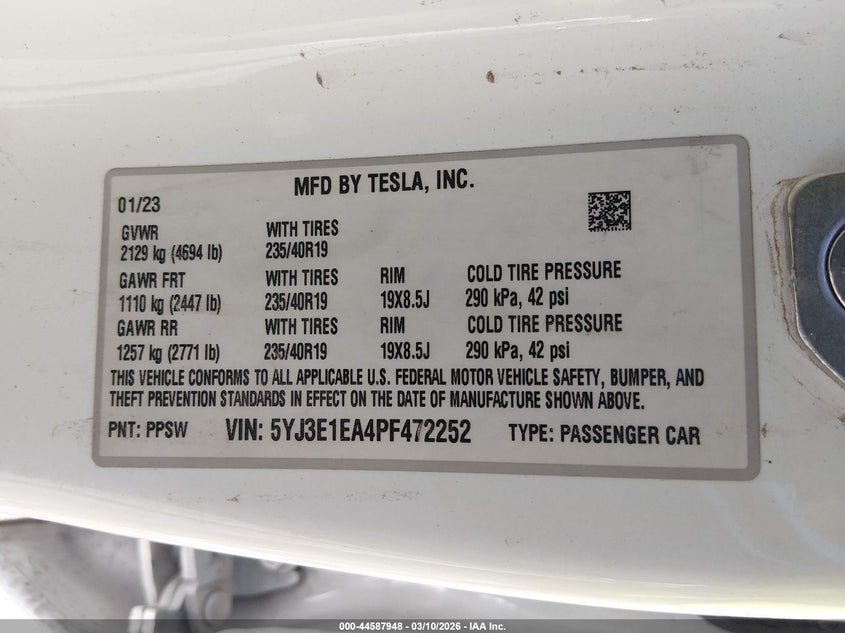 MFD BY TESLA, INC.
01/23
GVWR WITH TIRES
2129 kg (4694 lb) 235/40R19
GAWR FRT WITH TIRES RIM COLD TIRE PRESSURE
1110 kg (2447 lb) 235/40R19 19X8.5J 290 kPa, 42 psi
GAWR RR WITH TIRES RIM COLD TIRE PRESSURE
1257 kg (2771 lb) 235/40R19 19X8.5J 290 kPa, 42 psi
THIS VEHICLE CONFORMS TO ALL APPLICABLE U.S. FEDERAL MOTOR VEHICLE SAFETY, BUMPER, AND
THEFT PREVENTION STANDARDS IN EFFECT ON THE DATE OF MANUFACTURE SHOWN ABOVE.
PNT: PPSW VIN: 5YJ3E1EA4PF472252 TYPE: PASSENGER CAR
000-44587948 - 03/10/2026 - IAA Inc.